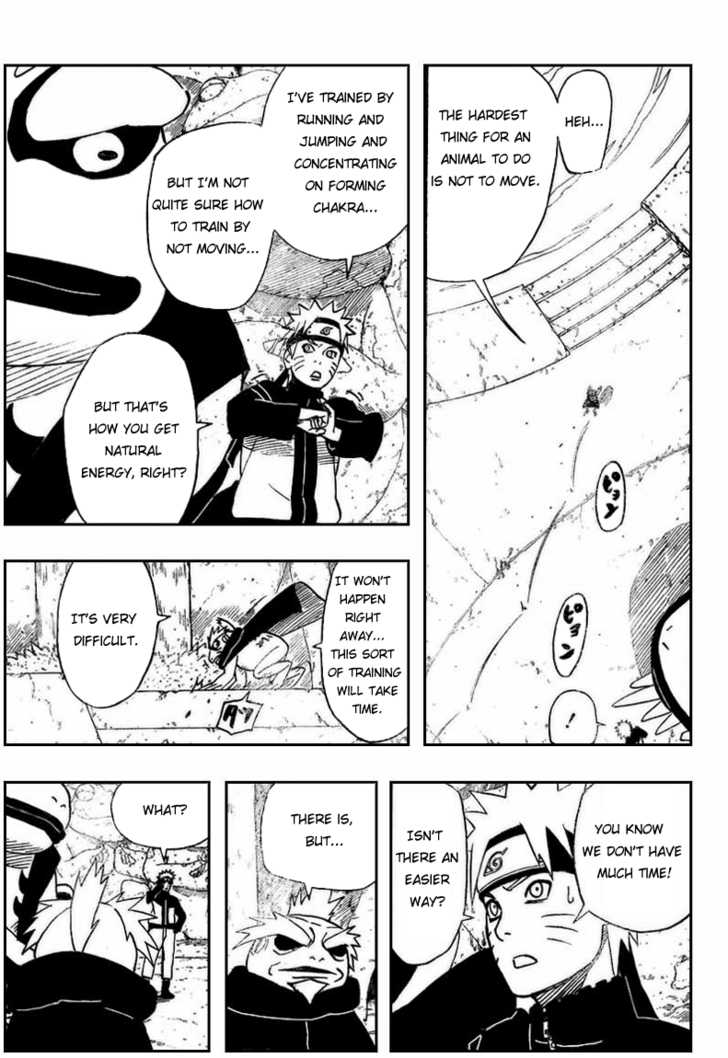 HEH...
THE HARDEST
THING FOR AN
ANIMAL TO DO
IS NOT TO MOVE.
ピョン
ピョン
!
I'VE TRAINED BY
RUNNING AND
JUMPING AND
CONCENTRATING
ON FORMING
CHAKRA...
BUT I'M NOT
QUITE SURE HOW
TO TRAIN BY
NOT MOVING...
BUT THAT'S
HOW YOU GET
NATURAL
ENERGY, RIGHT?
IT WON'T
HAPPEN
RIGHT
AWAY...
THIS SORT
OF TRAINING
WILL TAKE
TIME.
IT'S VERY
DIFFICULT.
YOU KNOW
WE DON'T HAVE
MUCH TIME!
ISN'T
THERE AN
EASIER
WAY?
THERE IS,
BUT...
WHAT?